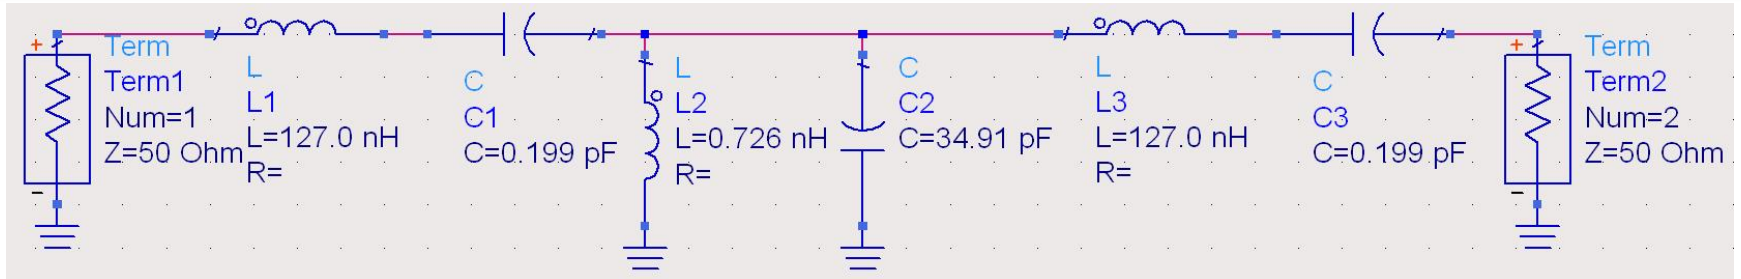 +
Term
Term1
Num=1
Z=50 Ohm
-
L
L1
L=127.0 nH
R=
C
C1
C=0.199 pF
L
L2
L=0.726 nH
R=
C
C2
C=34.91 pF
L
L3
L=127.0 nH
R=
C
C3
C=0.199 pF
+
Term
Term2
Num=2
Z=50 Ohm
-